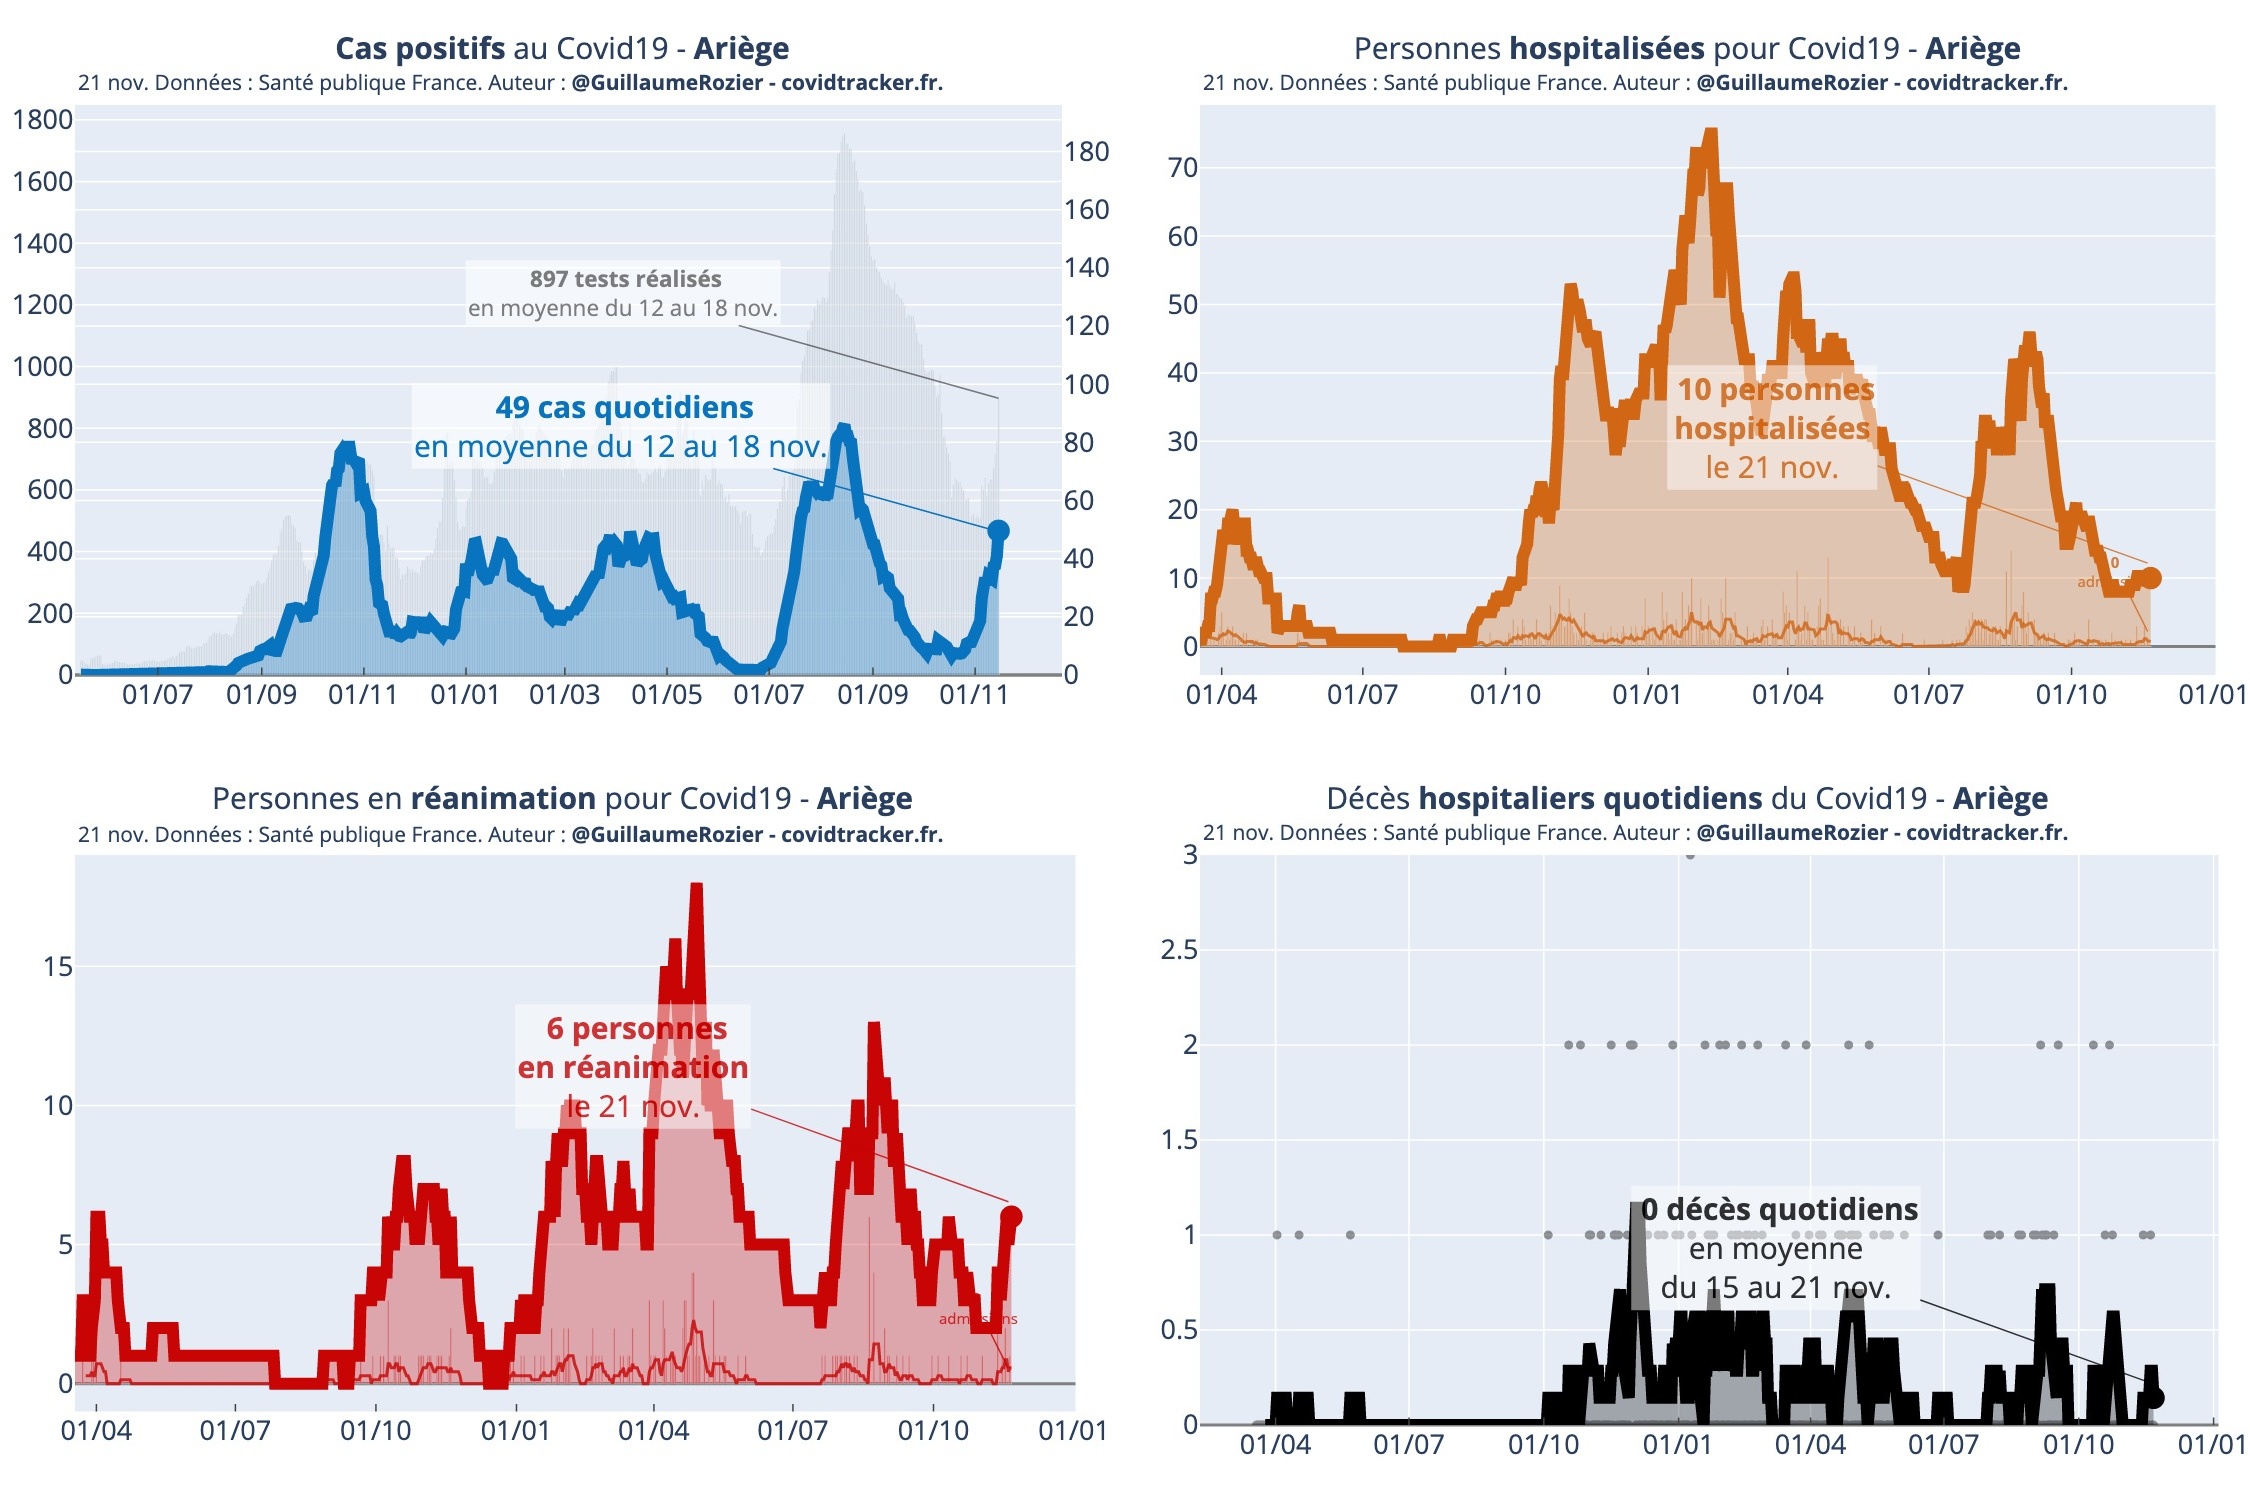 Cas positifs au Covid19 - Ariège
21 nov. Données : Santé publique France. Auteur : @GuillaumeRozier - covidtracker.fr.
1800
1600
1400
1200
1000
800
600
400
200
0
180
160
140
120
100
80
60
40
20
0
897 tests réalisés
en moyenne du 12 au 18 nov.
49 cas quotidiens
en moyenne du 12 au 18 nov.
01/07 01/09 01/11 01/01 01/03 01/05 01/07 01/09 01/11
Personnes hospitalisées pour Covid19 - Ariège
21 nov. Données : Santé publique France. Auteur : @GuillaumeRozier - covidtracker.fr.
70
60
50
40
30
20
10
0
10 personnes
hospitalisées
le 21 nov.
0
01/04 01/07 01/10 01/01 01/04 01/07 01/10 01/01
Personnes en réanimation pour Covid19 - Ariège
21 nov. Données : Santé publique France. Auteur : @GuillaumeRozier - covidtracker.fr.
15
10
5
0
6 personnes
en réanimation
le 21 nov.
admissions
01/04 01/07 01/10 01/01 01/04 01/07 01/10 01/01
Décès hospitaliers quotidiens du Covid19 - Ariège
21 nov. Données : Santé publique France. Auteur : @GuillaumeRozier - covidtracker.fr.
3
2.5
2
1.5
1
0.5
0
0 décès quotidiens
en moyenne
du 15 au 21 nov.
01/04 01/07 01/10 01/01 01/04 01/07 01/10 01/01